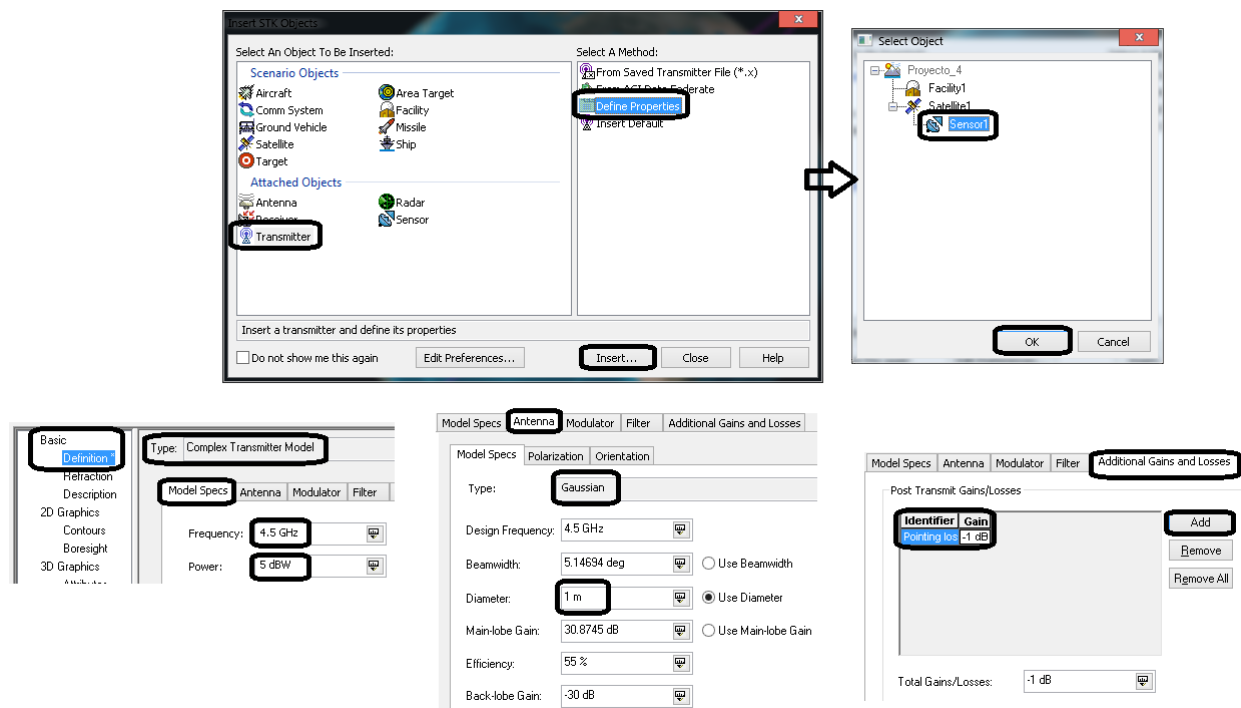 Insert STK Objects
Select An Object To Be Inserted:
Select A Method:
Scenario Objects
Aircraft
Area Target
Comm System
Facility
Ground Vehicle
Missile
Satellite
Ship
Target
Attached Objects
Antenna
Radar
Receiver
Sensor
Transmitter
From Saved Transmitter File (*.x)
From AGI Data Federate
Define Properties
Insert Default
Insert a transmitter and define its properties
Do not show me this again
Edit Preferences...
Insert...
Close
Help
Select Object
Proyecto_4
Facility1
Satellite1
Sensor1
OK
Cancel
Basic
Definition *
Refraction
Description
2D Graphics
Contours
Boresight
3D Graphics
Attributes
Type: Complex Transmitter Model
Model Specs Antenna Modulator Filter
Frequency: 4.5 GHz
Power: 5 dBW
Model Specs Antenna Modulator Filter Additional Gains and Losses
Model Specs Polarization Orientation
Type: Gaussian
Design Frequency: 4.5 GHz
Beamwidth: 5.14694 deg Use Beamwidth
Diameter: 1 m Use Diameter
Main-lobe Gain: 30.8745 dB Use Main-lobe Gain
Efficiency: 55 %
Back-lobe Gain: -30 dB
Model Specs Antenna Modulator Filter Additional Gains and Losses
Post Transmit Gains/Losses
Identifier Gain
Pointing los -1 dB
Add
Remove
Remove All
Total Gains/Losses: -1 dB